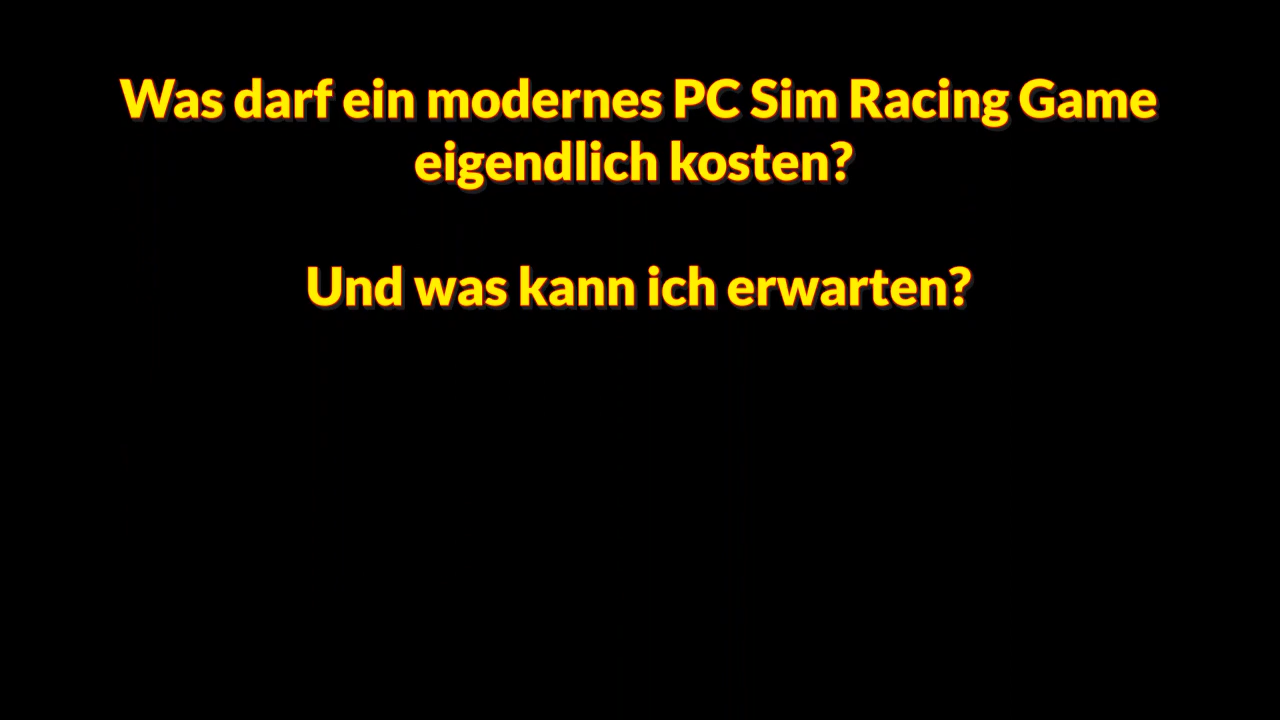 Was darf ein modernes PC Sim Racing Game
eigendlich kosten?
Und was kann ich erwarten?